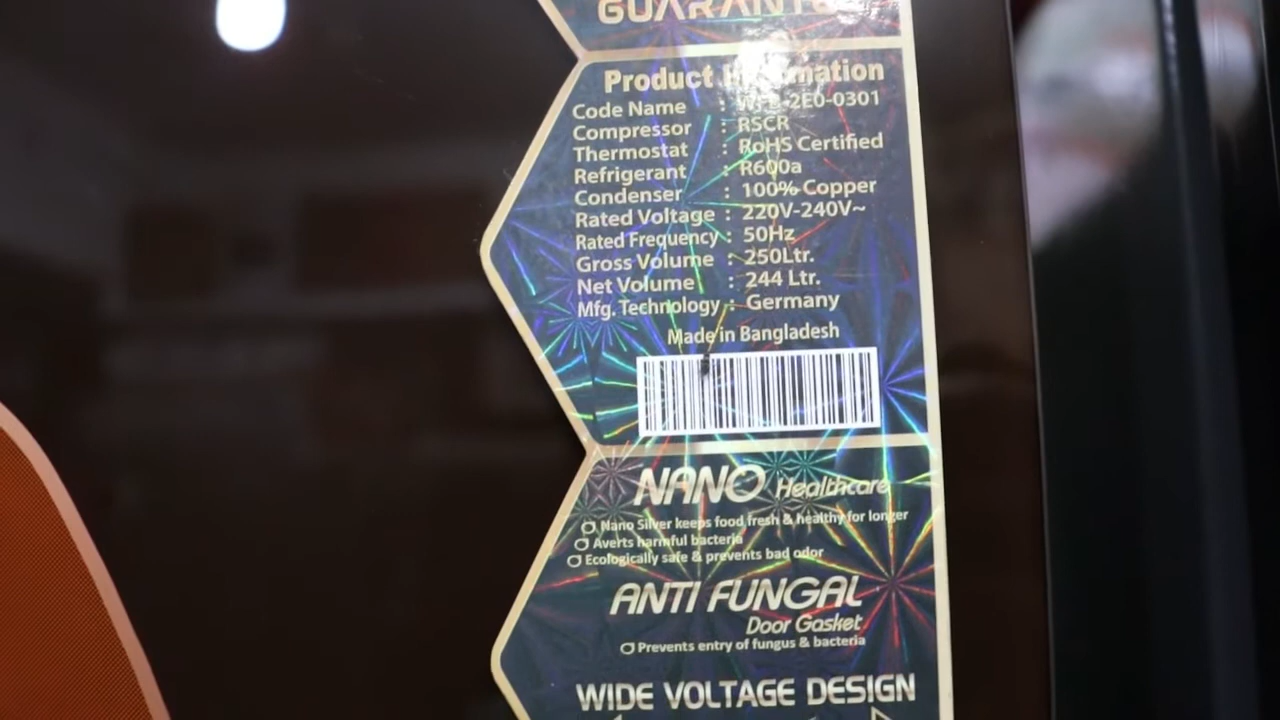 Product
Code Name : 2E0-0301
Compressor : RSCR
Thermostat : RoHS Certified
Refrigerant : R600a
Condenser : 100% Copper
Rated Voltage : 220V-240V~
Rated Frequency : 50Hz
Gross Volume : 250Ltr.
Net Volume : 244 Ltr.
Mfg. Technology : Germany
Made in Bangladesh
NANO Healthcare
Nano Silver keeps food fresh & healthy for longer
Averts harmful bacteria
Ecologically safe & prevents bad odor
ANTI FUNGAL
Door Gasket
Prevents entry of fungus & bacteria
WIDE VOLTAGE DESIGN